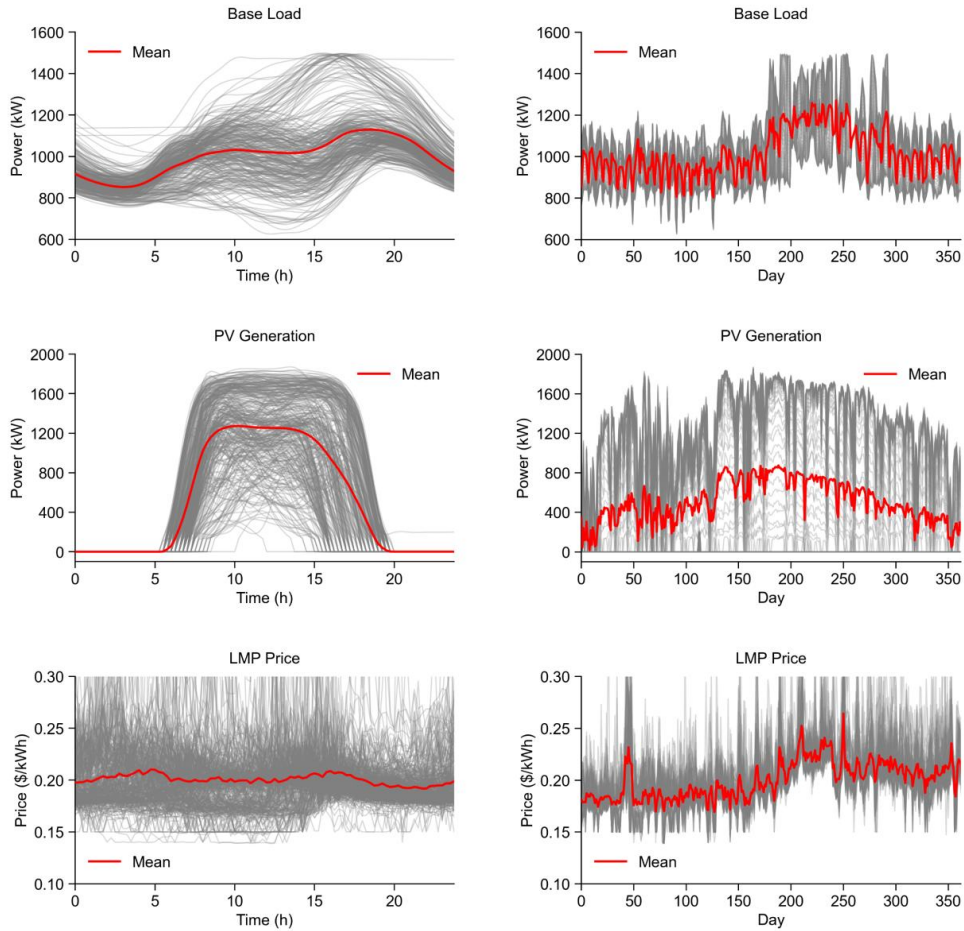 Base Load
Power (kW)
1600
1400
1200
1000
800
600
Mean
0 5 10 15 20
Time (h)
Base Load
Power (kW)
1600
1400
1200
1000
800
600
Mean
0 50 100 150 200 250 300 350
Day
PV Generation
Power (kW)
2000
1600
1200
800
400
0
Mean
0 5 10 15 20
Time (h)
PV Generation
Power (kW)
2000
1600
1200
800
400
0
Mean
0 50 100 150 200 250 300 350
Day
LMP Price
Price ($/kWh)
0.30
0.25
0.20
0.15
0.10
Mean
0 5 10 15 20
Time (h)
LMP Price
Price ($/kWh)
0.30
0.25
0.20
0.15
0.10
Mean
0 50 100 150 200 250 300 350
Day